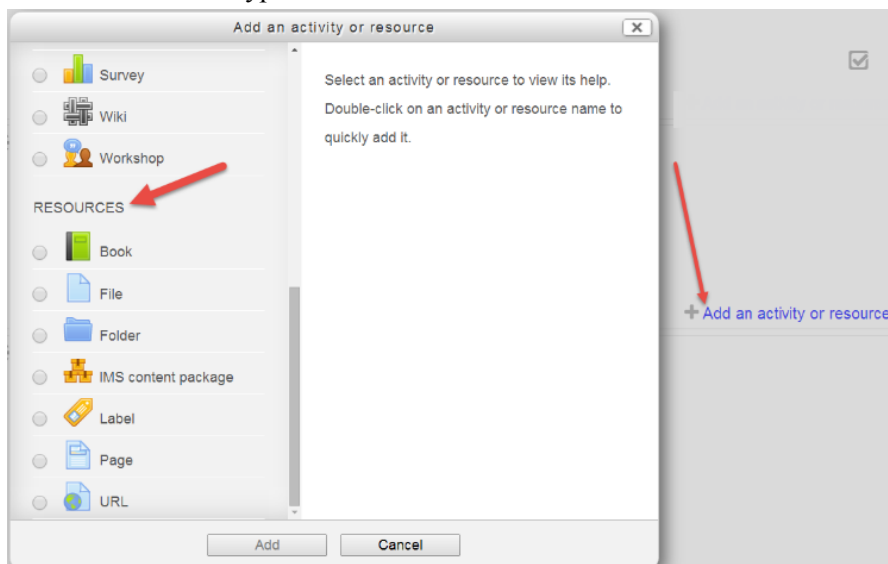 Add an activity or resource
Survey
Wiki
Workshop
RESOURCES
Book
File
Folder
IMS content package
Label
Page
URL
Select an activity or resource to view its help.
Double-click on an activity or resource name to
quickly add it.
Add
Cancel
Add an activity or resource